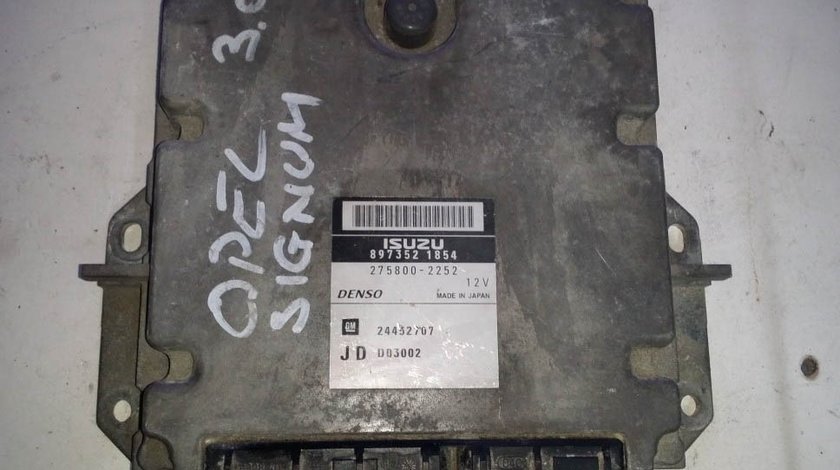 OPEL
SIGNUM
3.0
ISUZU
897352 1854
275800-2252
12V
DENSO
MADE IN JAPAN
GM
24452707
JD D03002